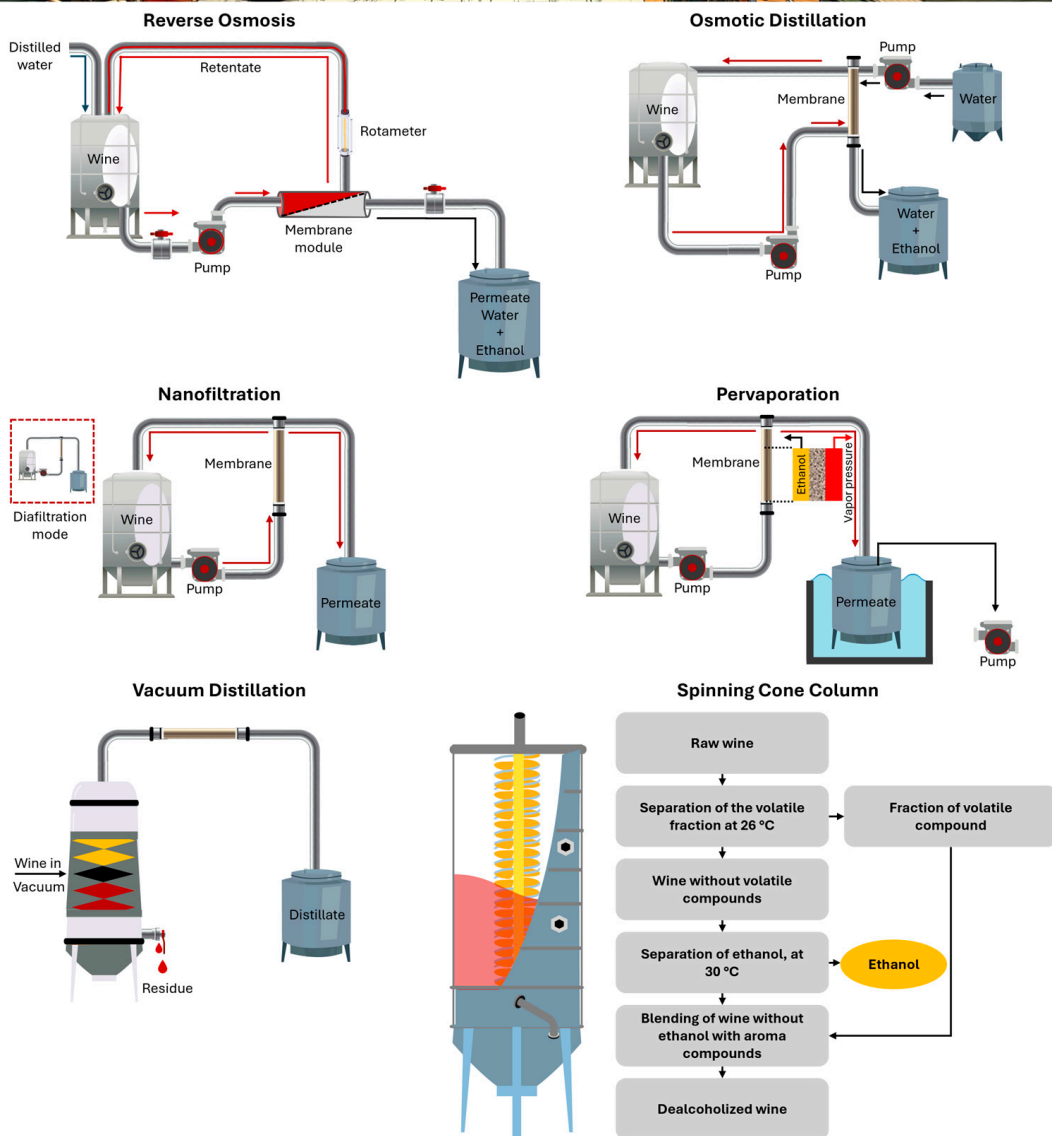 Reverse Osmosis
Distilled
water
Retentate
Wine
Rotameter
Membrane
module
Pump
Permeate
Water
+
Ethanol
Osmotic Distillation
Pump
Wine
Membrane
Water
Water
+
Ethanol
Pump
Nanofiltration
Diafiltration
mode
Membrane
Wine
Pump
Permeate
Pervaporation
Membrane
Ethanol
Vapor pressure
Wine
Pump
Permeate
Pump
Vacuum Distillation
Wine in
Vacuum
Distillate
Residue
Spinning Cone Column
Raw wine
Separation of the volatile
fraction at 26 °C
Fraction of volatile
compound
Wine without volatile
compounds
Separation of ethanol, at
30 °C
Ethanol
Blending of wine without
ethanol with aroma
compounds
Dealcoholized wine